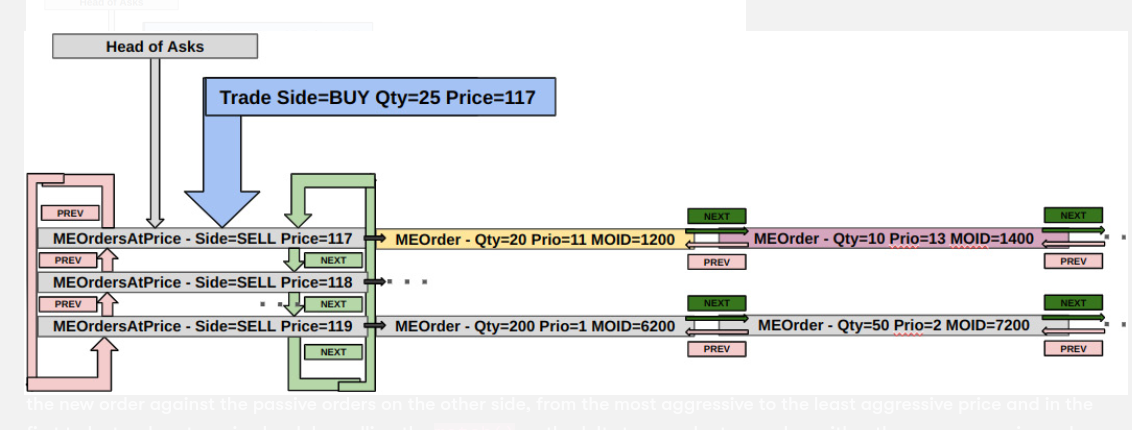 Head of Asks
Head of Asks
Trade Side=BUY Qty=25 Price=117
PREV
NEXT
NEXT
MEOrdersAtPrice - Side=SELL Price=117
MEOrder - Qty=20 Prio=11 MOID=1200
MEOrder - Qty=10 Prio=13 MOID=1400
PREV
NEXT
PREV
PREV
MEOrdersAtPrice - Side=SELL Price=118
. . .
PREV
NEXT
NEXT
NEXT
MEOrdersAtPrice - Side=SELL Price=119
MEOrder - Qty=200 Prio=1 MOID=6200
MEOrder - Qty=50 Prio=2 MOID=7200
NEXT
PREV
PREV
the new order against the passive orders on the other side, from the most aggressive to the least aggressive price and in the